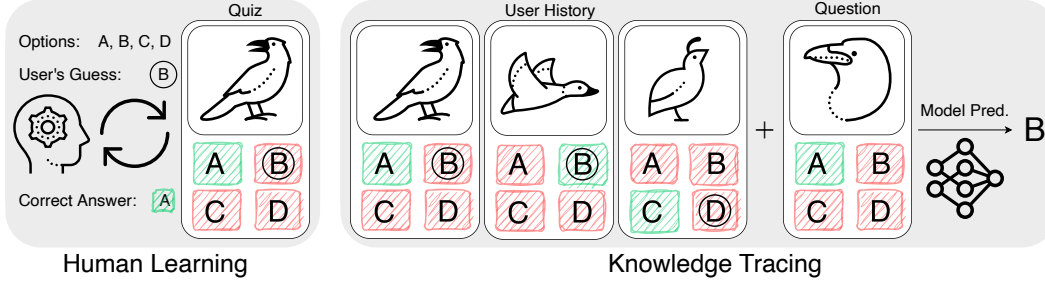 Quiz
Options: A, B, C, D
User's Guess: B
Correct Answer: A
A B
C D
Human Learning
User History
A B
C D
A B
C D
A B
C D
+
Question
A B
C D
Model Pred.
B
Knowledge Tracing